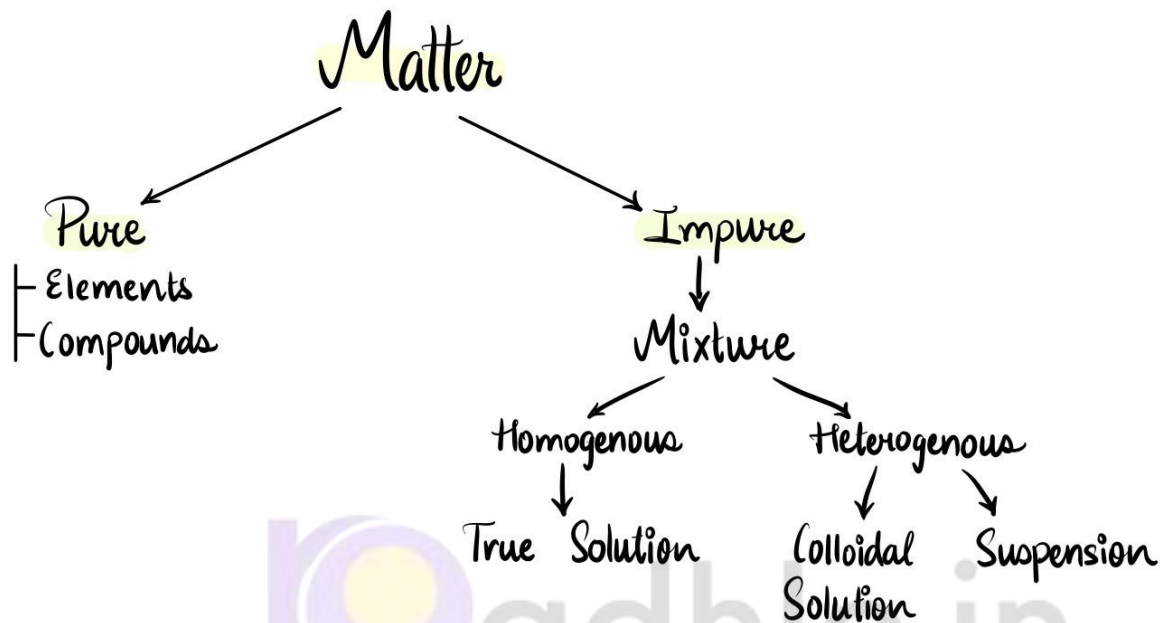 Matter
Pure
Impure
Elements
Compounds
Mixture
Homogenous
Heterogenous
True Solution
Colloidal
Solution
Suspension